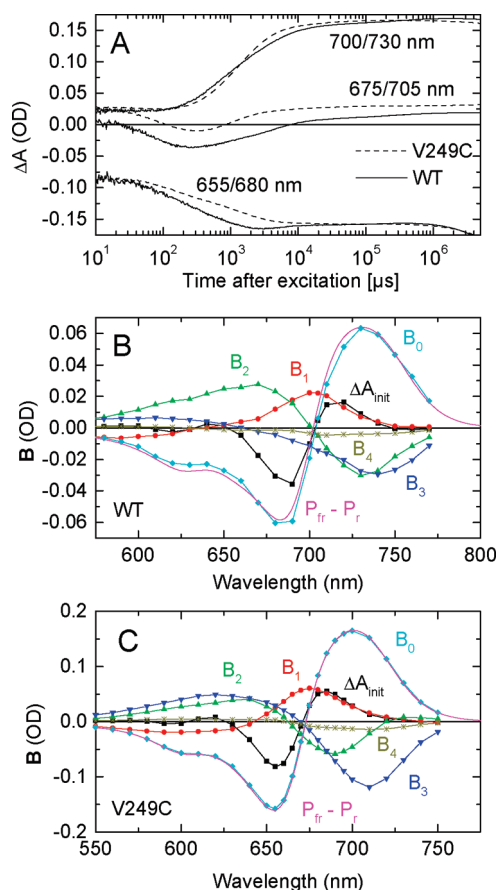 A
0.15
0.10
0.05
0.00
-0.05
-0.10
-0.15
ΔA (OD)
700/730 nm
675/705 nm
V249C
WT
655/680 nm
10¹ 10² 10³ 10⁴ 10⁵ 10⁶
Time after excitation [µs]
B
0.06
0.04
0.02
0.00
-0.02
-0.04
-0.06
B (OD)
B₂
B₁
B₀
ΔA_init
B₄
B₃
P_fr - P_r
WT
600 650 700 750 800
Wavelength (nm)
C
0.2
0.1
0.0
-0.1
-0.2
B (OD)
B₂
B₁
B₀
ΔA_init
B₄
B₃
P_fr - P_r
V249C
550 600 650 700 750
Wavelength (nm)